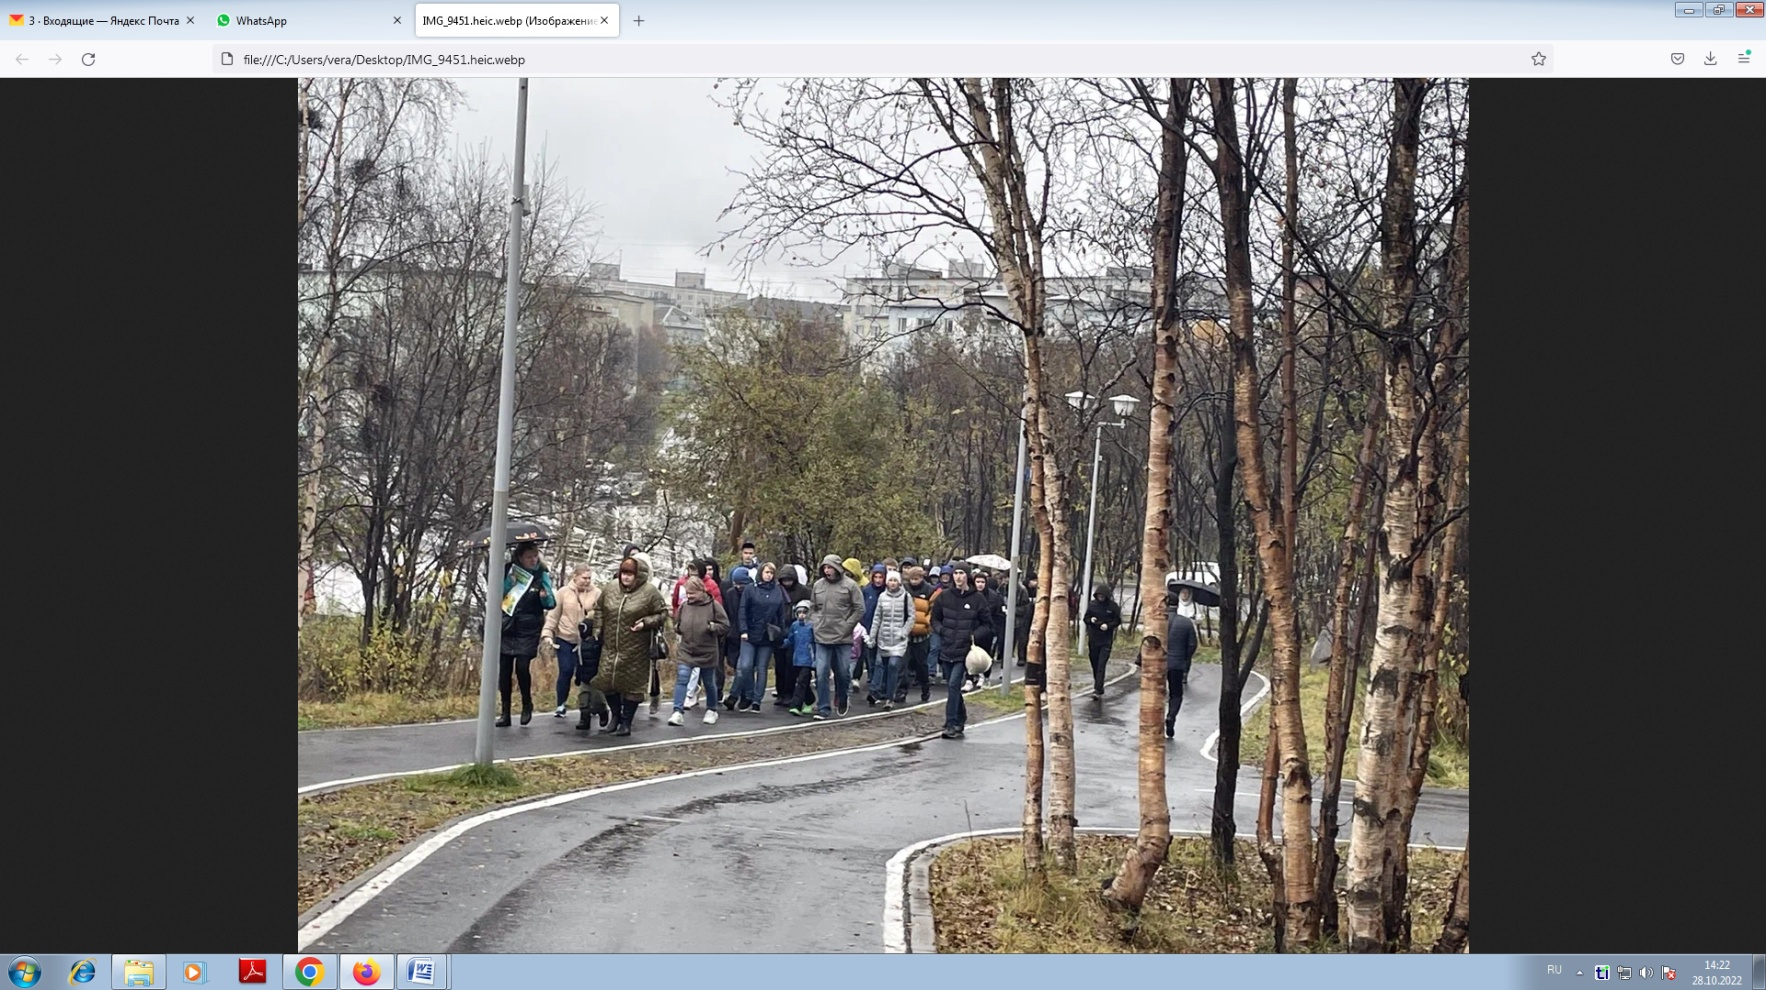 3 · Входящие — Яндекс Почта
WhatsApp
IMG_9451.heic.webp (Изображение
file:///C:/Users/vera/Desktop/IMG_9451.heic.webp
RU
14:22
28.10.2022